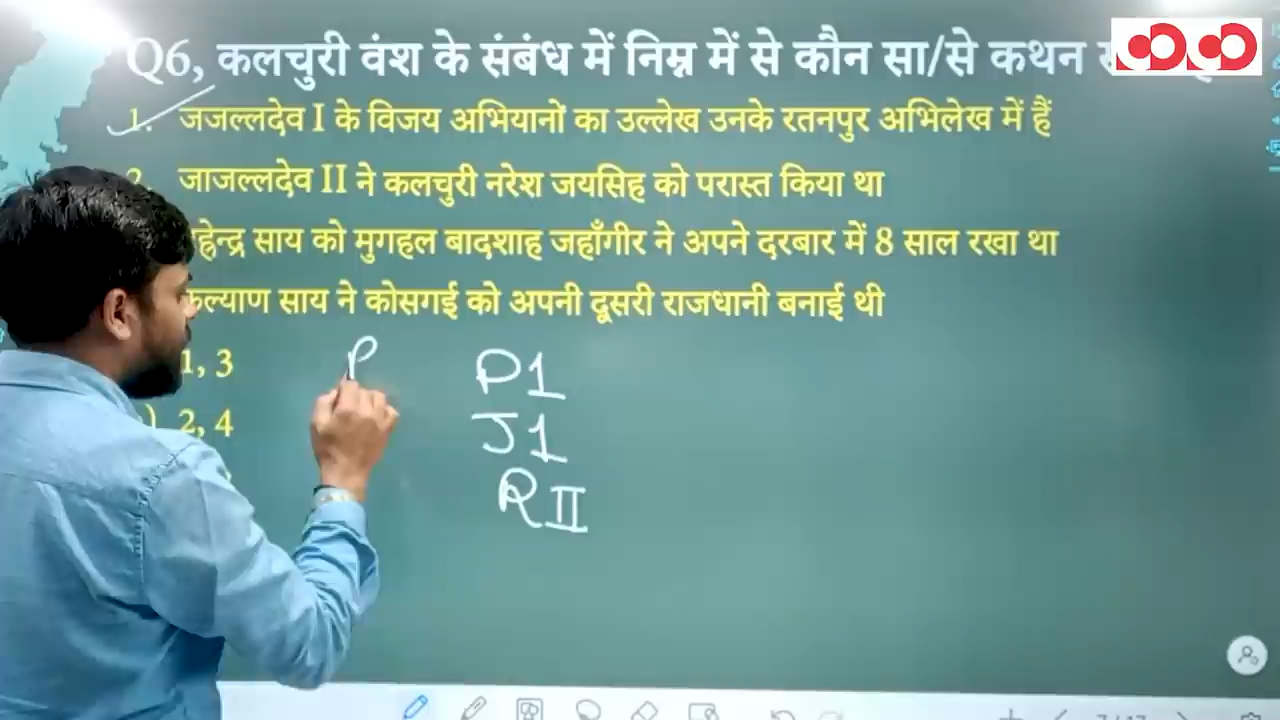 Q6, कलचुरी वंश के संबंध में निम्न में से कौन सा/से कथन
1. जजल्लदेव I के विजय अभियानों का उल्लेख उनके रतनपुर अभिलेख में हैं
2. जाजल्लदेव II ने कलचुरी नरेश जयसिह को परास्त किया था
साय को मुगहल बादशाह जहाँगीर ने अपने दरबार में 8 साल रखा था
साय ने कोसगई को अपनी दूसरी राजधानी बनाई थी
1, 3
2, 4
P
P1
J1
RII